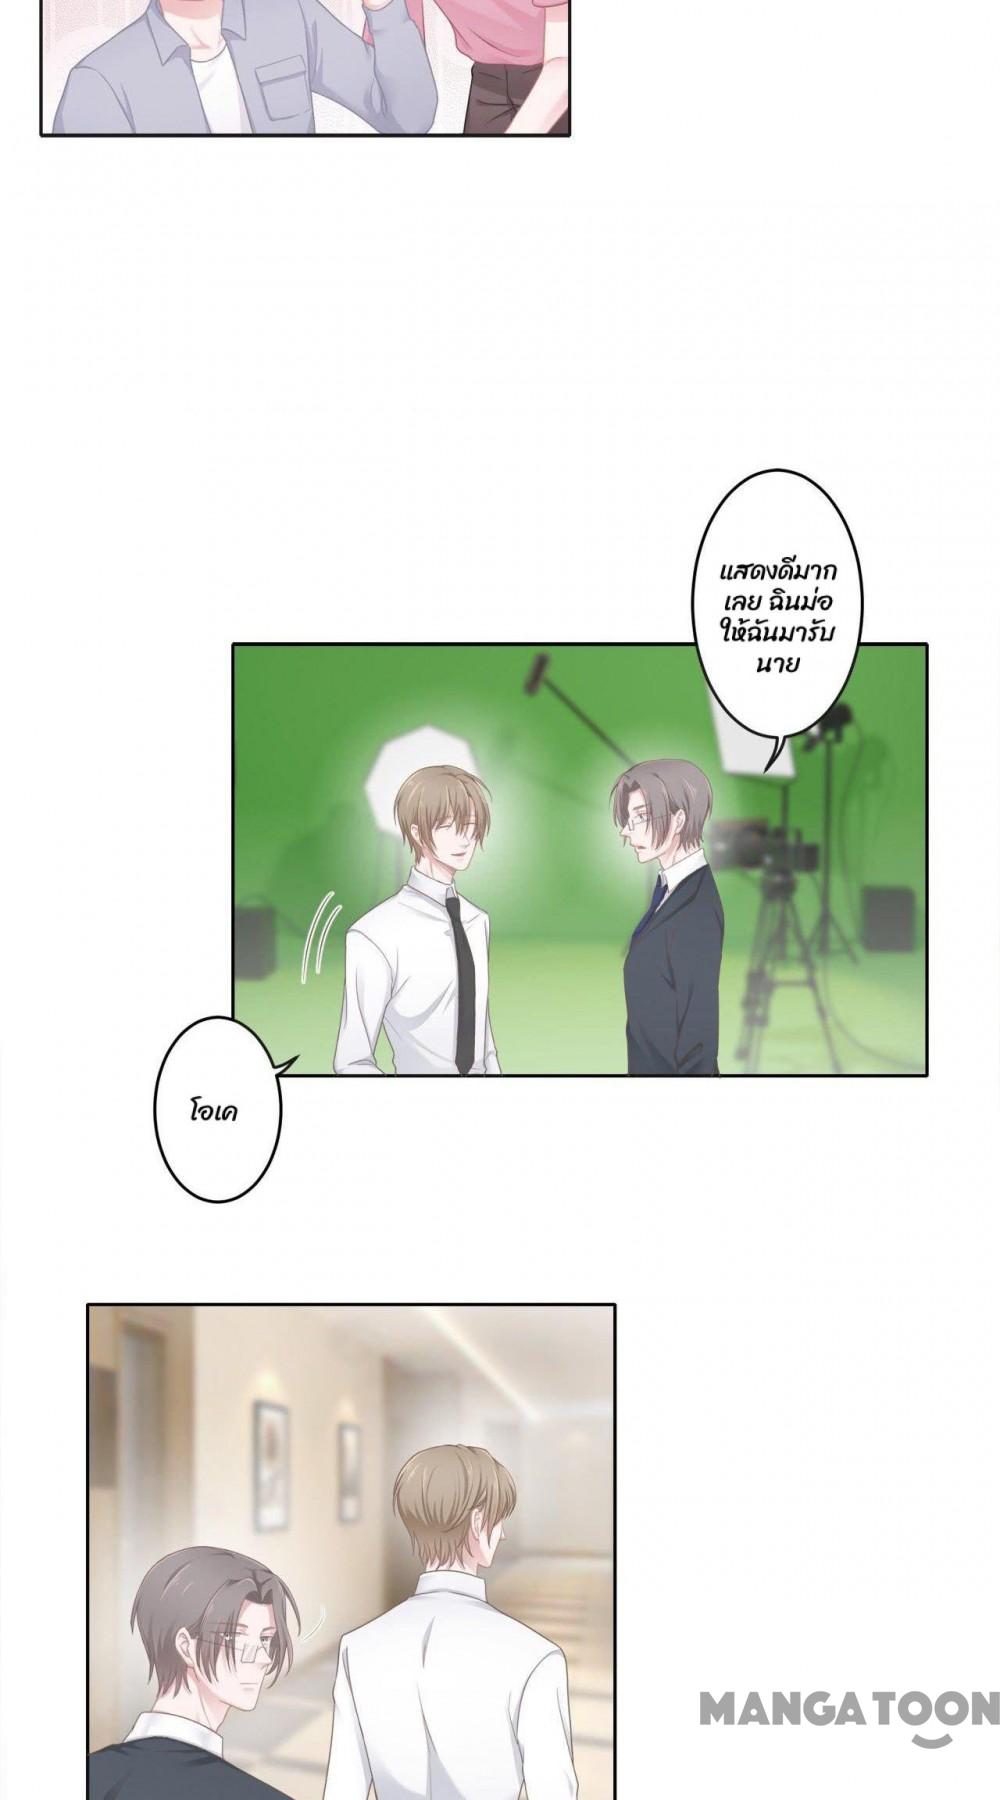 แสดงดีมาก
เลย ฉินม่อ
ให้ฉันมารับ
นาย
โอเค
MANGATOON